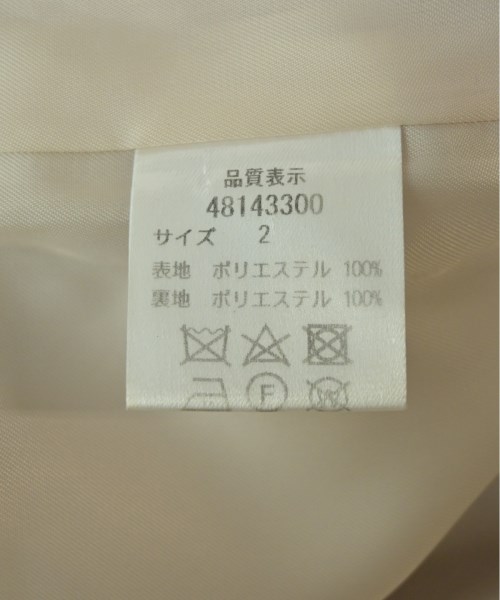 品質表示
48143300
サイズ 2
表地 ポリエステル 100%
裏地 ポリエステル 100%
F W